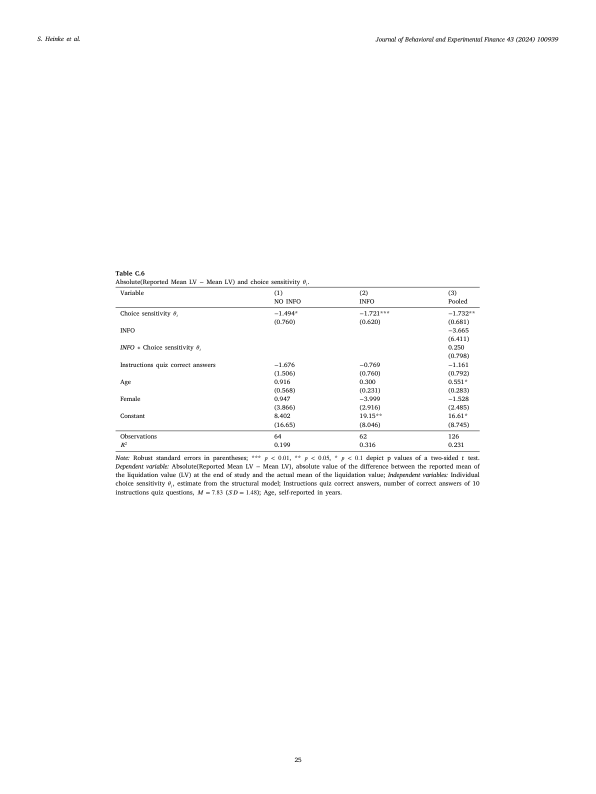 S. Heinke et al.
Journal of Behavioral and Experimental Finance 43 (2024) 100939
Table C.6
Absolute(Reported Mean LV − Mean LV) and choice sensitivity θi.
Variable (1) (2) (3)
NO INFO INFO Pooled
Choice sensitivity θi −1.494* −1.721*** −1.732**
(0.760) (0.620) (0.681)
INFO −3.665
(6.411)
INFO × Choice sensitivity θi 0.250
(0.798)
Instructions quiz correct answers −1.676 −0.769 −1.161
(1.506) (0.760) (0.792)
Age 0.916 0.300 0.551*
(0.568) (0.231) (0.283)
Female 0.947 −3.999 −1.528
(3.866) (2.916) (2.485)
Constant 8.402 19.15** 16.61*
(16.65) (8.046) (8.745)
Observations 64 62 126
R² 0.199 0.316 0.231
Note: Robust standard errors in parentheses; *** p < 0.01, ** p < 0.05, * p < 0.1 depict p values of a two-sided t test.
Dependent variable: Absolute(Reported Mean LV − Mean LV), absolute value of the difference between the reported mean of
the liquidation value (LV) at the end of study and the actual mean of the liquidation value; Independent variables: Individual
choice sensitivity θi, estimate from the structural model; Instructions quiz correct answers, number of correct answers of 10
instructions quiz questions, M = 7.83 (SD = 1.48); Age, self-reported in years.
25